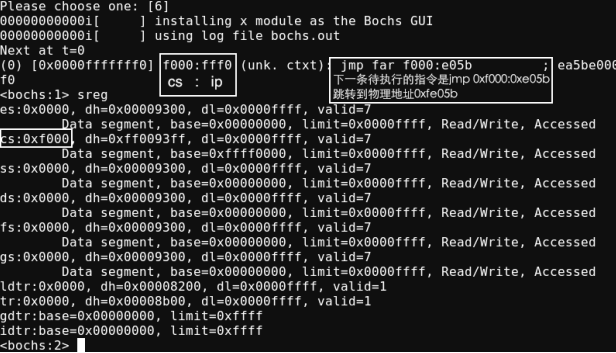 Please choose one: [6]
00000000000i[     ] installing x module as the Bochs GUI
00000000000i[     ] using log file bochs.out
Next at t=0
(0) [0x0000fffffff0] f000:fff0 (unk. ctxt): jmp far f000:e05b          ; ea5be000
f0
cs : ip
下一条待执行的指令是jmp 0xf000:0xe05b
跳转到物理地址0xfe05b
<bochs:1> sreg
es:0x0000, dh=0x00009300, dl=0x0000ffff, valid=7
Data segment, base=0x00000000, limit=0x0000ffff, Read/Write, Accessed
cs:0xf000, dh=0xff0093ff, dl=0x0000ffff, valid=7
Data segment, base=0xffff0000, limit=0x0000ffff, Read/Write, Accessed
ss:0x0000, dh=0x00009300, dl=0x0000ffff, valid=7
Data segment, base=0x00000000, limit=0x0000ffff, Read/Write, Accessed
ds:0x0000, dh=0x00009300, dl=0x0000ffff, valid=7
Data segment, base=0x00000000, limit=0x0000ffff, Read/Write, Accessed
fs:0x0000, dh=0x00009300, dl=0x0000ffff, valid=7
Data segment, base=0x00000000, limit=0x0000ffff, Read/Write, Accessed
gs:0x0000, dh=0x00009300, dl=0x0000ffff, valid=7
Data segment, base=0x00000000, limit=0x0000ffff, Read/Write, Accessed
ldtr:0x0000, dh=0x00008200, dl=0x0000ffff, valid=1
tr:0x0000, dh=0x00008b00, dl=0x0000ffff, valid=1
gdtr:base=0x00000000, limit=0xffff
idtr:base=0x00000000, limit=0xffff
<bochs:2>